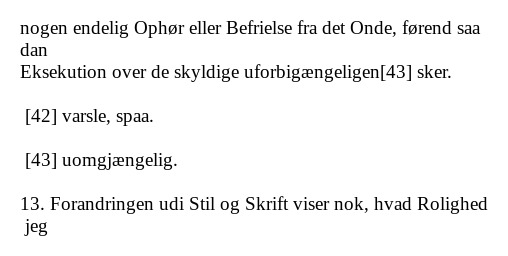 nogen endelig Ophør eller Befrielse fra det Onde, førend saa
dan
Eksekution over de skyldige uforbigængeligen[43] sker.
[42] varsle, spaa.
[43] uomgjængelig.
13. Forandringen udi Stil og Skrift viser nok, hvad Rolighed
jeg